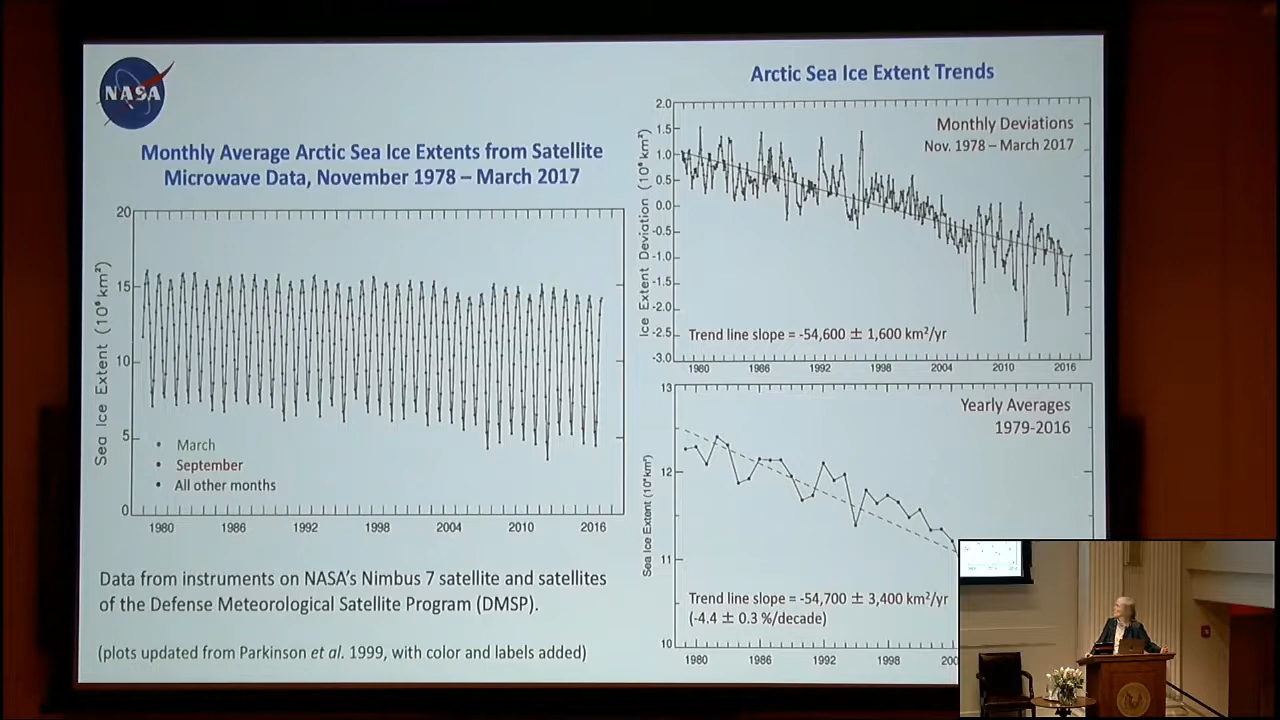 NASA
Monthly Average Arctic Sea Ice Extents from Satellite
Microwave Data, November 1978 – March 2017
Sea Ice Extent (10⁶ km²)
20
15
10
5
0
• March
• September
• All other months
1980 1986 1992 1998 2004 2010 2016
Data from instruments on NASA's Nimbus 7 satellite and satellites
of the Defense Meteorological Satellite Program (DMSP).
(plots updated from Parkinson et al. 1999, with color and labels added)
Arctic Sea Ice Extent Trends
Monthly Deviations
Nov. 1978 – March 2017
Ice Extent Deviation (10⁶ km²)
2.0
1.5
1.0
0.5
0.0
-0.5
-1.0
-1.5
-2.0
-2.5
-3.0
Trend line slope = -54,600 ± 1,600 km²/yr
1980 1986 1992 1998 2004 2010 2016
Yearly Averages
1979-2016
Sea Ice Extent (10⁶ km²)
13
12
11
10
Trend line slope = -54,700 ± 3,400 km²/yr
(-4.4 ± 0.3 %/decade)
1980 1986 1992 1998 200